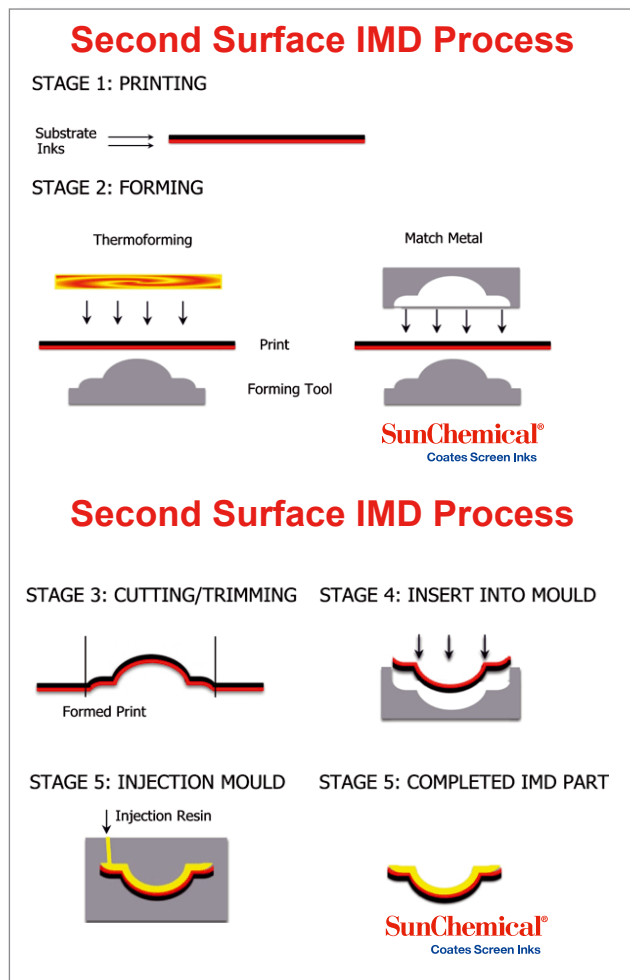 Second Surface IMD Process
STAGE 1: PRINTING
Substrate
Inks
STAGE 2: FORMING
Thermoforming
Match Metal
Print
Forming Tool
SunChemical®
Coates Screen Inks
Second Surface IMD Process
STAGE 3: CUTTING/TRIMMING
STAGE 4: INSERT INTO MOULD
Formed Print
STAGE 5: INJECTION MOULD
STAGE 5: COMPLETED IMD PART
Injection Resin
SunChemical®
Coates Screen Inks